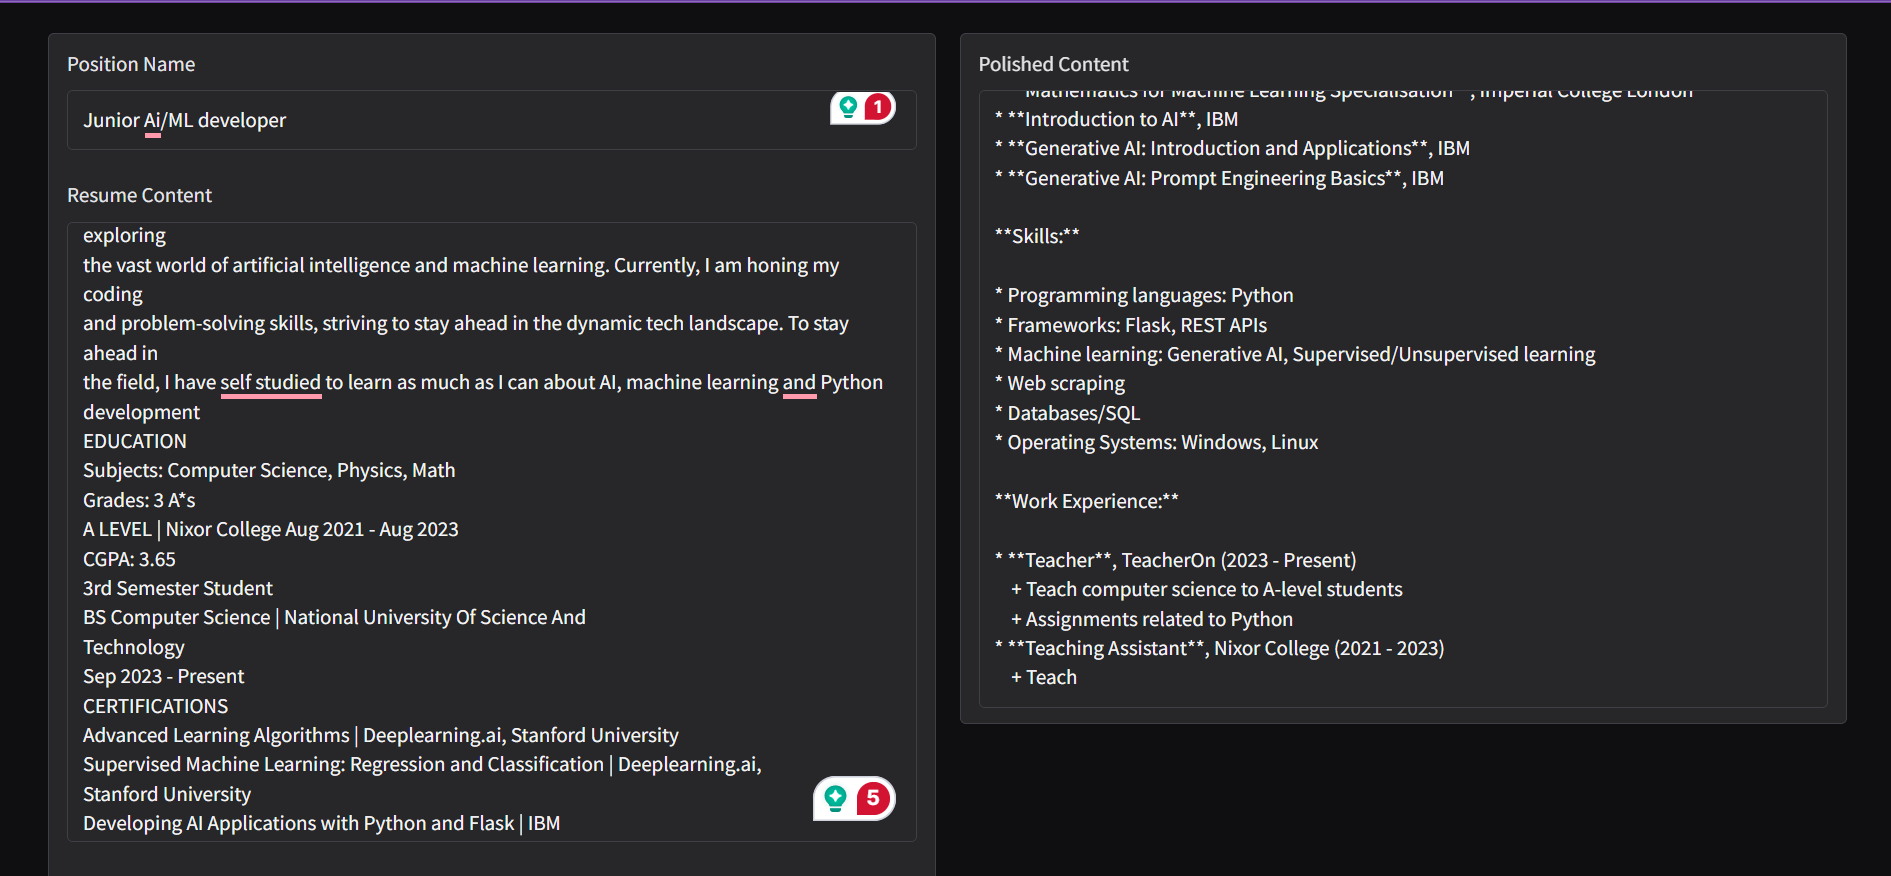 Position Name
Junior Ai/ML developer
1
Resume Content
exploring
the vast world of artificial intelligence and machine learning. Currently, I am honing my
coding
and problem-solving skills, striving to stay ahead in the dynamic tech landscape. To stay
ahead in
the field, I have self studied to learn as much as I can about AI, machine learning and Python
development
EDUCATION
Subjects: Computer Science, Physics, Math
Grades: 3 A*s
A LEVEL | Nixor College Aug 2021 - Aug 2023
CGPA: 3.65
3rd Semester Student
BS Computer Science | National University Of Science And
Technology
Sep 2023 - Present
CERTIFICATIONS
Advanced Learning Algorithms | Deeplearning.ai, Stanford University
Supervised Machine Learning: Regression and Classification | Deeplearning.ai,
Stanford University
Developing AI Applications with Python and Flask | IBM
5
Polished Content
Mathematics for Machine Learning Specialisation**, Imperial College London
* **Introduction to AI**, IBM
* **Generative AI: Introduction and Applications**, IBM
* **Generative AI: Prompt Engineering Basics**, IBM
**Skills:**
* Programming languages: Python
* Frameworks: Flask, REST APIs
* Machine learning: Generative AI, Supervised/Unsupervised learning
* Web scraping
* Databases/SQL
* Operating Systems: Windows, Linux
**Work Experience:**
* **Teacher**, TeacherOn (2023 - Present)
+ Teach computer science to A-level students
+ Assignments related to Python
* **Teaching Assistant**, Nixor College (2021 - 2023)
+ Teach